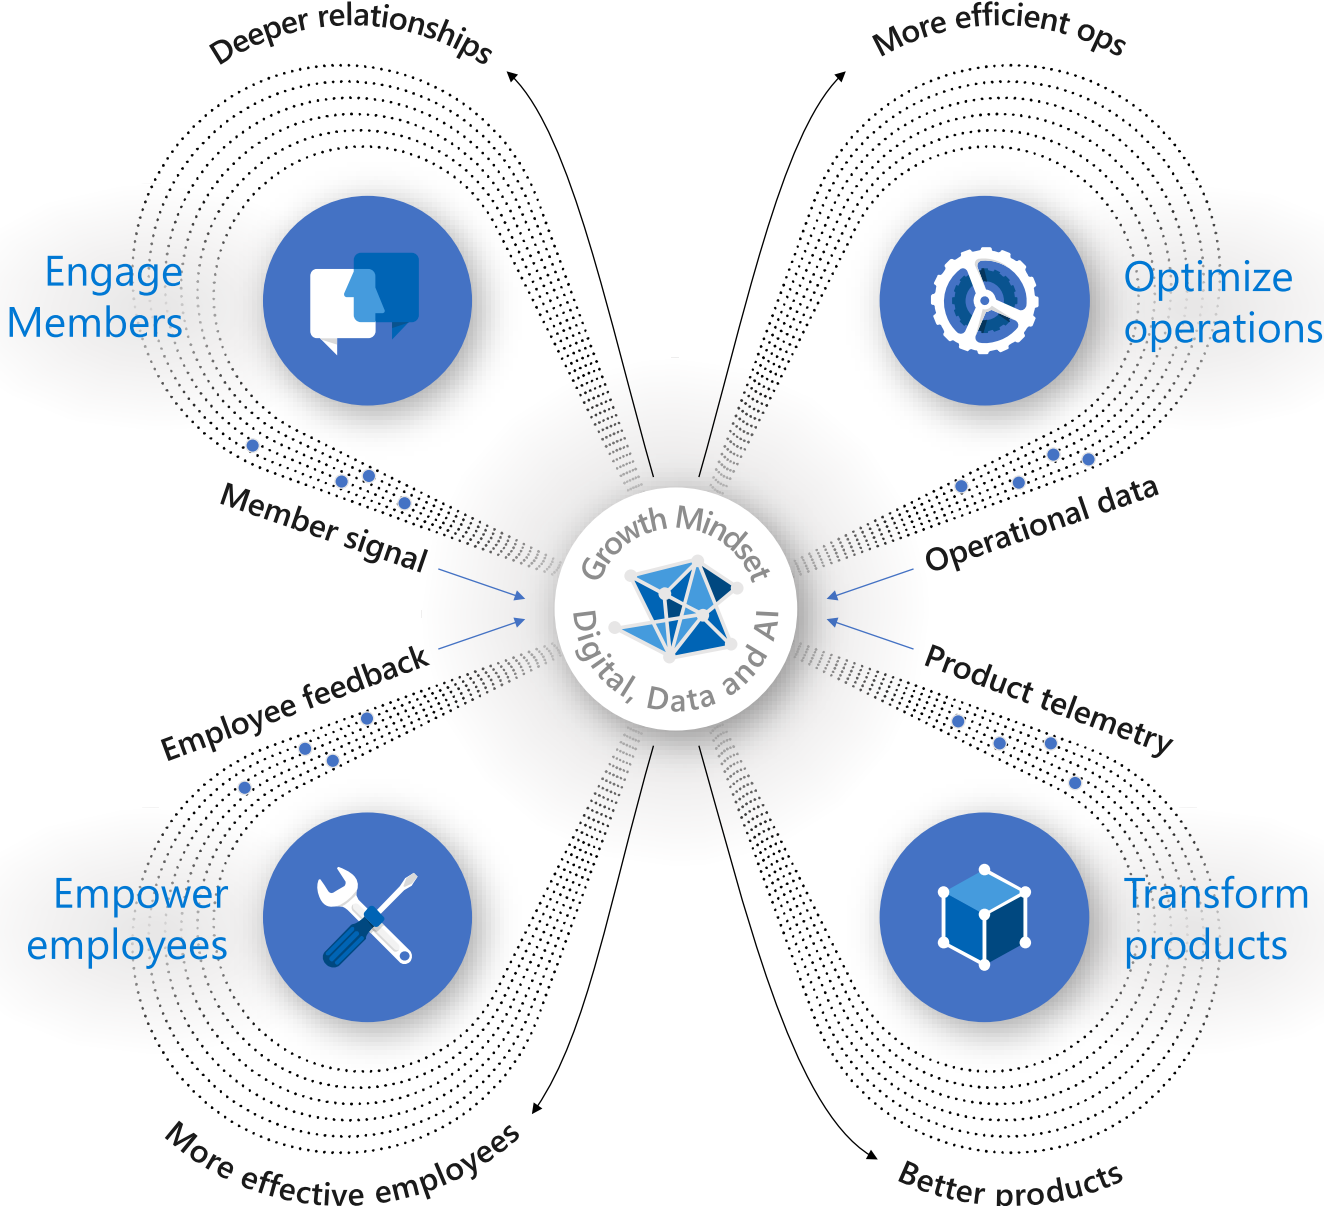 Deeper relationships
More efficient ops
Engage
Members
Optimize
operations
Member signal
Operational data
Growth Mindset
Digital, Data and AI
Employee feedback
Product telemetry
Empower
employees
Transform
products
More effective employees
Better products